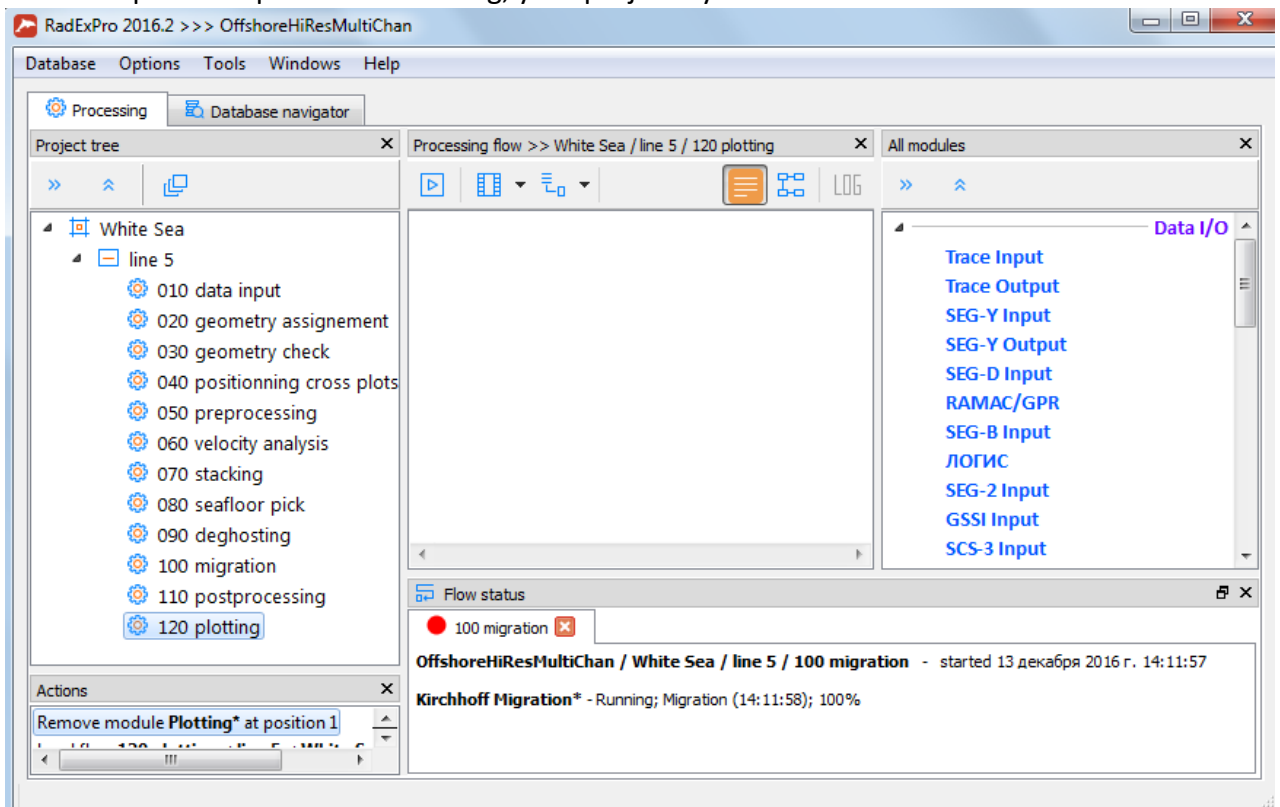 RadExPro 2016.2 >>> OffshoreHiResMultiChan
Database Options Tools Windows Help
Processing Database navigator
Project tree
White Sea
line 5
010 data input
020 geometry assignement
030 geometry check
040 positionning cross plots
050 preprocessing
060 velocity analysis
070 stacking
080 seafloor pick
090 deghosting
100 migration
110 postprocessing
120 plotting
Actions
Remove module Plotting* at position 1
Processing flow >> White Sea / line 5 / 120 plotting
LOG
All modules
Data I/O
Trace Input
Trace Output
SEG-Y Input
SEG-Y Output
SEG-D Input
RAMAC/GPR
SEG-B Input
ЛОГИС
SEG-2 Input
GSSI Input
SCS-3 Input
Flow status
100 migration
OffshoreHiResMultiChan / White Sea / line 5 / 100 migration - started 13 декабря 2016 г. 14:11:57
Kirchhoff Migration* - Running; Migration (14:11:58); 100%